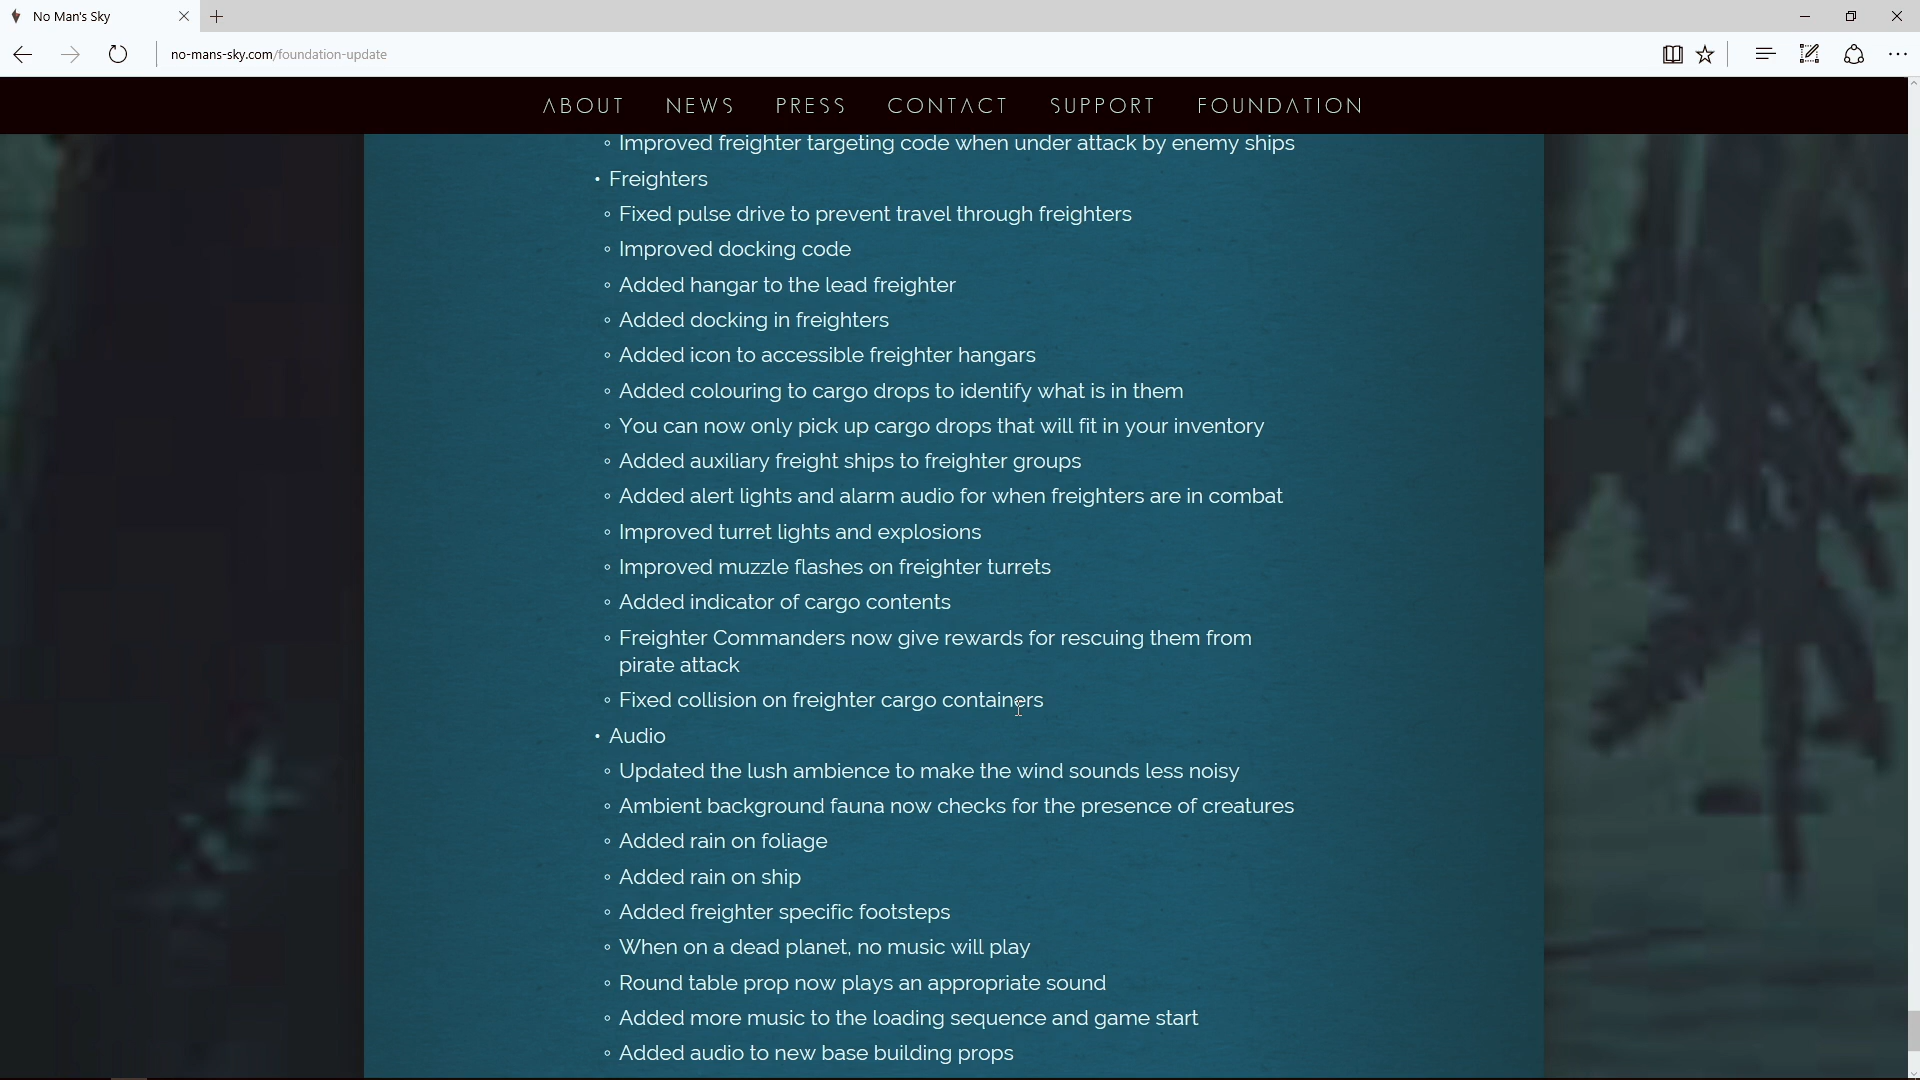 No Man's Sky
no-mans-sky.com/foundation-update
ABOUT NEWS PRESS CONTACT SUPPORT FOUNDATION
◦ Improved freighter targeting code when under attack by enemy ships
• Freighters
◦ Fixed pulse drive to prevent travel through freighters
◦ Improved docking code
◦ Added hangar to the lead freighter
◦ Added docking in freighters
◦ Added icon to accessible freighter hangars
◦ Added colouring to cargo drops to identify what is in them
◦ You can now only pick up cargo drops that will fit in your inventory
◦ Added auxiliary freight ships to freighter groups
◦ Added alert lights and alarm audio for when freighters are in combat
◦ Improved turret lights and explosions
◦ Improved muzzle flashes on freighter turrets
◦ Added indicator of cargo contents
◦ Freighter Commanders now give rewards for rescuing them from
pirate attack
◦ Fixed collision on freighter cargo containers
• Audio
◦ Updated the lush ambience to make the wind sounds less noisy
◦ Ambient background fauna now checks for the presence of creatures
◦ Added rain on foliage
◦ Added rain on ship
◦ Added freighter specific footsteps
◦ When on a dead planet, no music will play
◦ Round table prop now plays an appropriate sound
◦ Added more music to the loading sequence and game start
◦ Added audio to new base building props